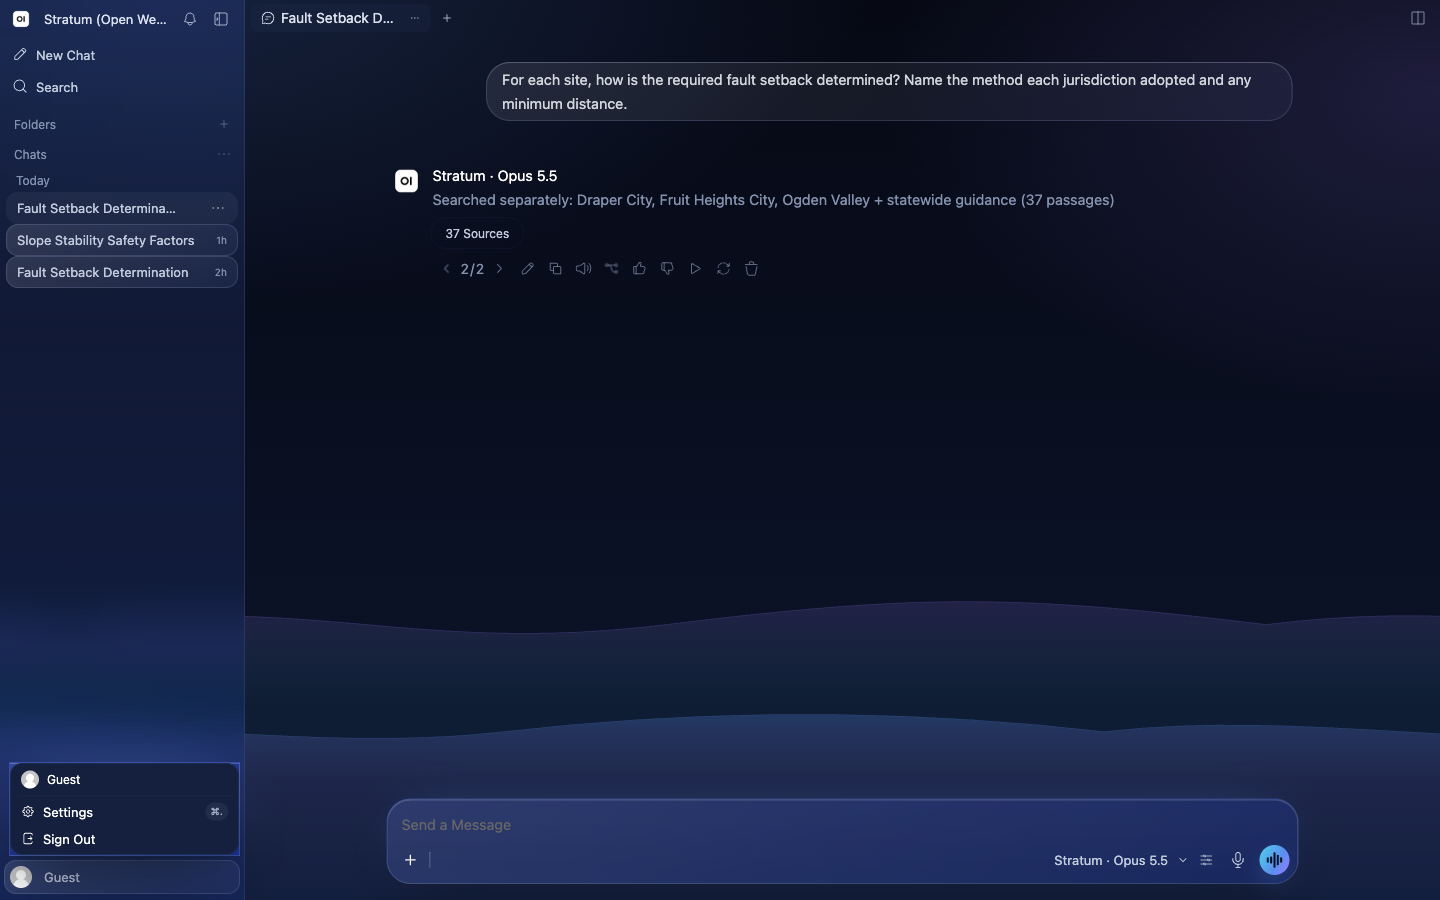 OI Stratum (Open We...
New Chat
Search
Folders
Chats
Today
Fault Setback Determina...
Slope Stability Safety Factors 1h
Fault Setback Determination 2h
Guest
Settings ⌘.
Sign Out
Guest
Fault Setback D...
For each site, how is the required fault setback determined? Name the method each jurisdiction adopted and any
minimum distance.
OI Stratum · Opus 5.5
Searched separately: Draper City, Fruit Heights City, Ogden Valley + statewide guidance (37 passages)
37 Sources
2/2
Send a Message
Stratum · Opus 5.5